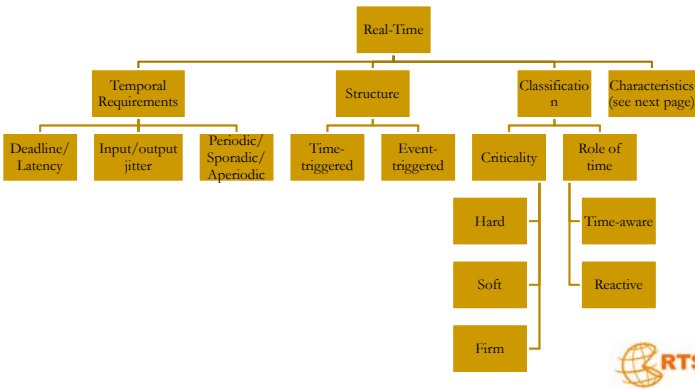 Real-Time
Temporal
Requirements
Structure
Classificatio
n
Characteristics
(see next page)
Deadline/
Latency
Input/output
jitter
Periodic/
Sporadic/
Aperiodic
Time-
triggered
Event-
triggered
Criticality
Role of
time
Hard
Time-aware
Soft
Reactive
Firm
RTS